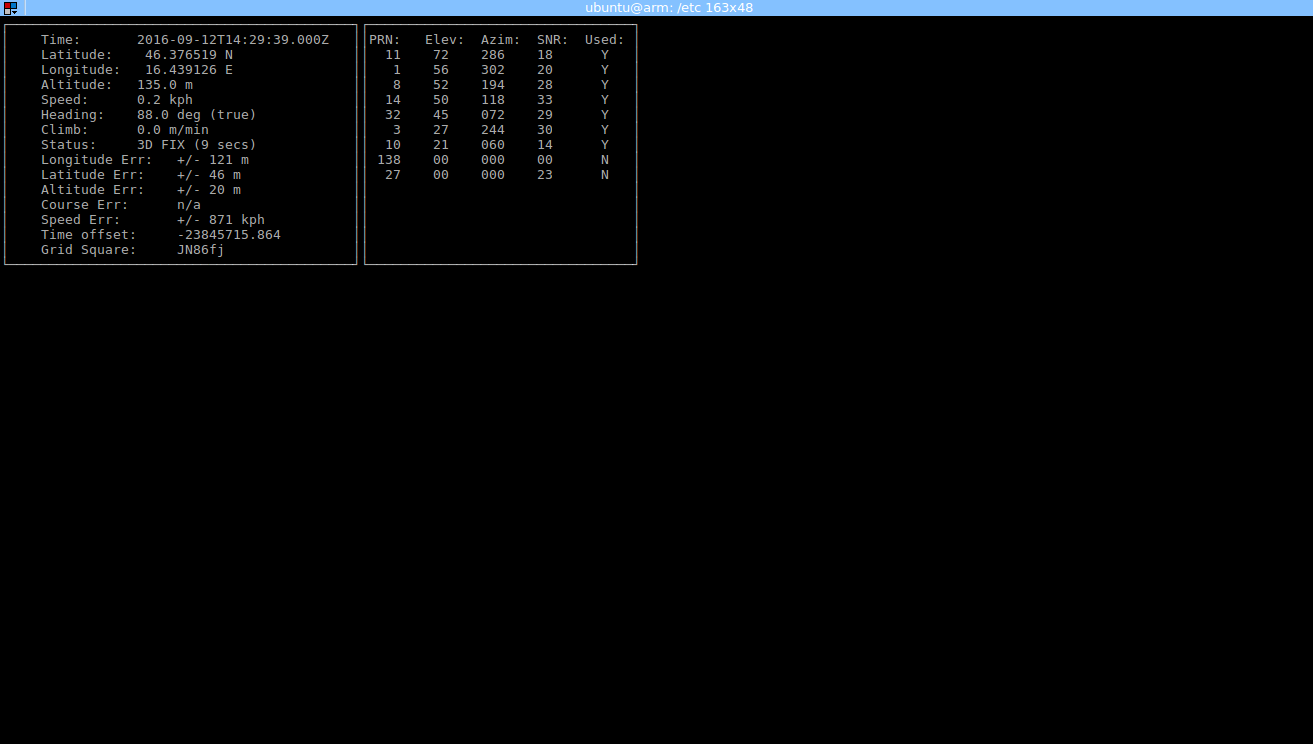 ubuntu@arm: /etc 163x48
Time: 2016-09-12T14:29:39.000Z
Latitude: 46.376519 N
Longitude: 16.439126 E
Altitude: 135.0 m
Speed: 0.2 kph
Heading: 88.0 deg (true)
Climb: 0.0 m/min
Status: 3D FIX (9 secs)
Longitude Err: +/- 121 m
Latitude Err: +/- 46 m
Altitude Err: +/- 20 m
Course Err: n/a
Speed Err: +/- 871 kph
Time offset: -23845715.864
Grid Square: JN86fj
PRN: Elev: Azim: SNR: Used:
11 72 286 18 Y
1 56 302 20 Y
8 52 194 28 Y
14 50 118 33 Y
32 45 072 29 Y
3 27 244 30 Y
10 21 060 14 Y
138 00 000 00 N
27 00 000 23 N